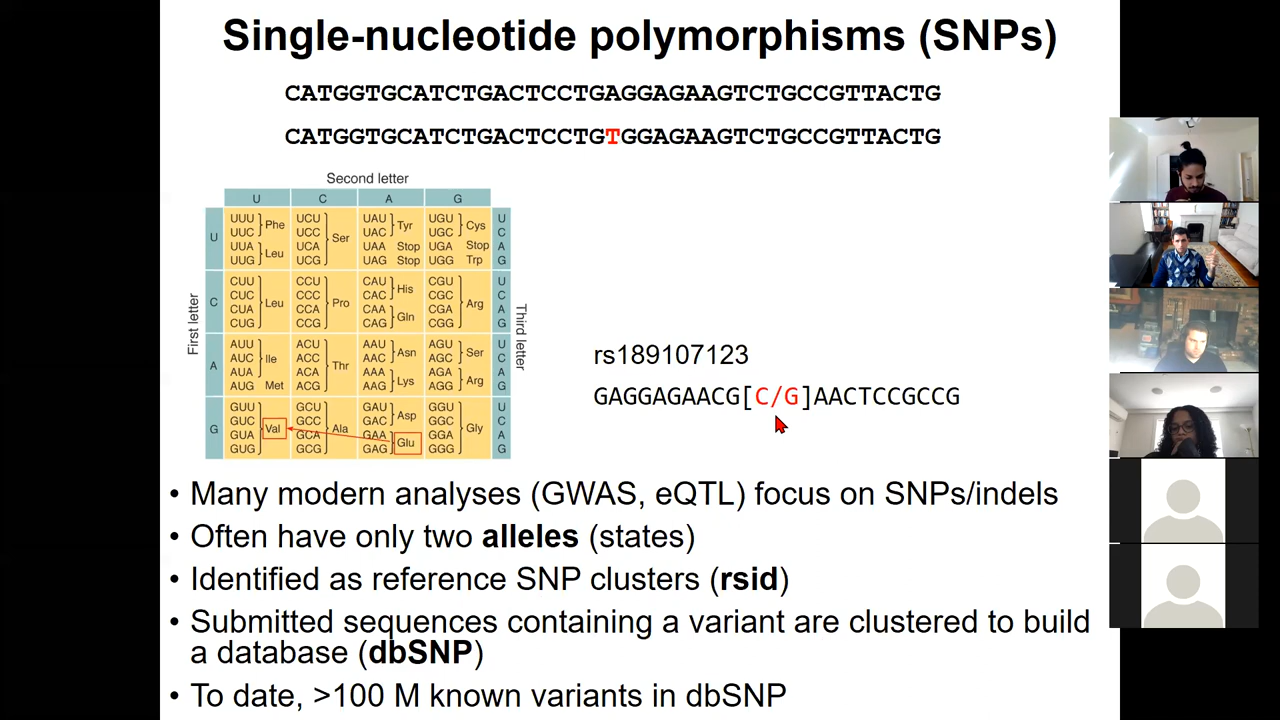 Single-nucleotide polymorphisms (SNPs)
CATGGTGCATCTGACTCCTGAGGAGAAGTCTGCCGTTACTG
CATGGTGCATCTGACTCCTGTGGAGAAGTCTGCCGTTACTG
Second letter
U C A G
First letter
Third letter
U
UUU UUC Phe
UUA UUG Leu
UCU UCC UCA UCG Ser
UAU UAC Tyr
UAA Stop
UAG Stop
UGU UGC Cys
UGA Stop
UGG Trp
U C A G
C
CUU CUC CUA CUG Leu
CCU CCC CCA CCG Pro
CAU CAC His
CAA CAG Gln
CGU CGC CGA CGG Arg
U C A G
A
AUU AUC AUA Ile
AUG Met
ACU ACC ACA ACG Thr
AAU AAC Asn
AAA AAG Lys
AGU AGC Ser
AGA AGG Arg
U C A G
G
GUU GUC GUA GUG Val
GCU GCC GCA GCG Ala
GAU GAC Asp
GAA GAG Glu
GGU GGC GGA GGG Gly
U C A G
rs189107123
GAGGAGAACG[C/G]AACTCCGCCG
• Many modern analyses (GWAS, eQTL) focus on SNPs/indels
• Often have only two alleles (states)
• Identified as reference SNP clusters (rsid)
• Submitted sequences containing a variant are clustered to build
a database (dbSNP)
• To date, >100 M known variants in dbSNP